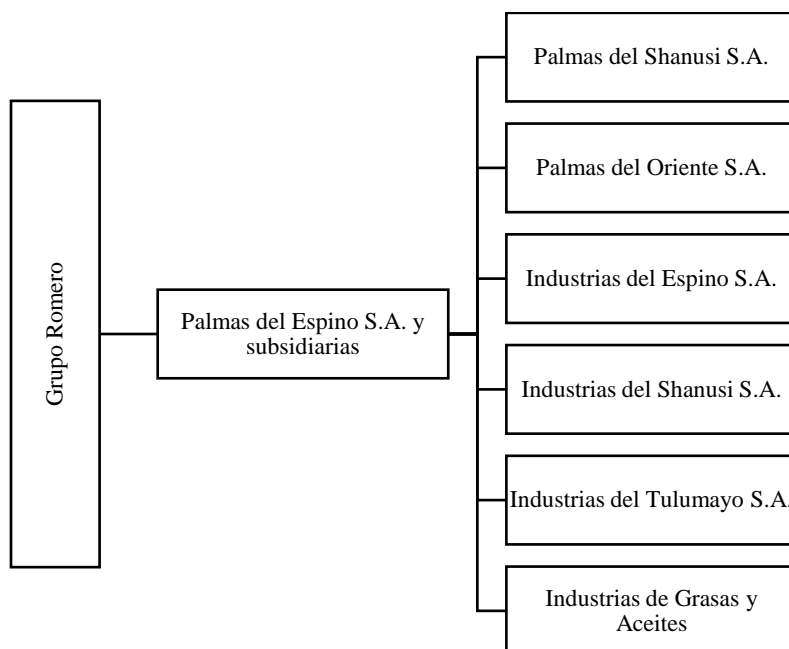 Grupo Romero
Palmas del Espino S.A. y
subsidiarias
Palmas del Shanusi S.A.
Palmas del Oriente S.A.
Industrias del Espino S.A.
Industrias del Shanusi S.A.
Industrias del Tulumayo S.A.
Industrias de Grasas y
Aceites